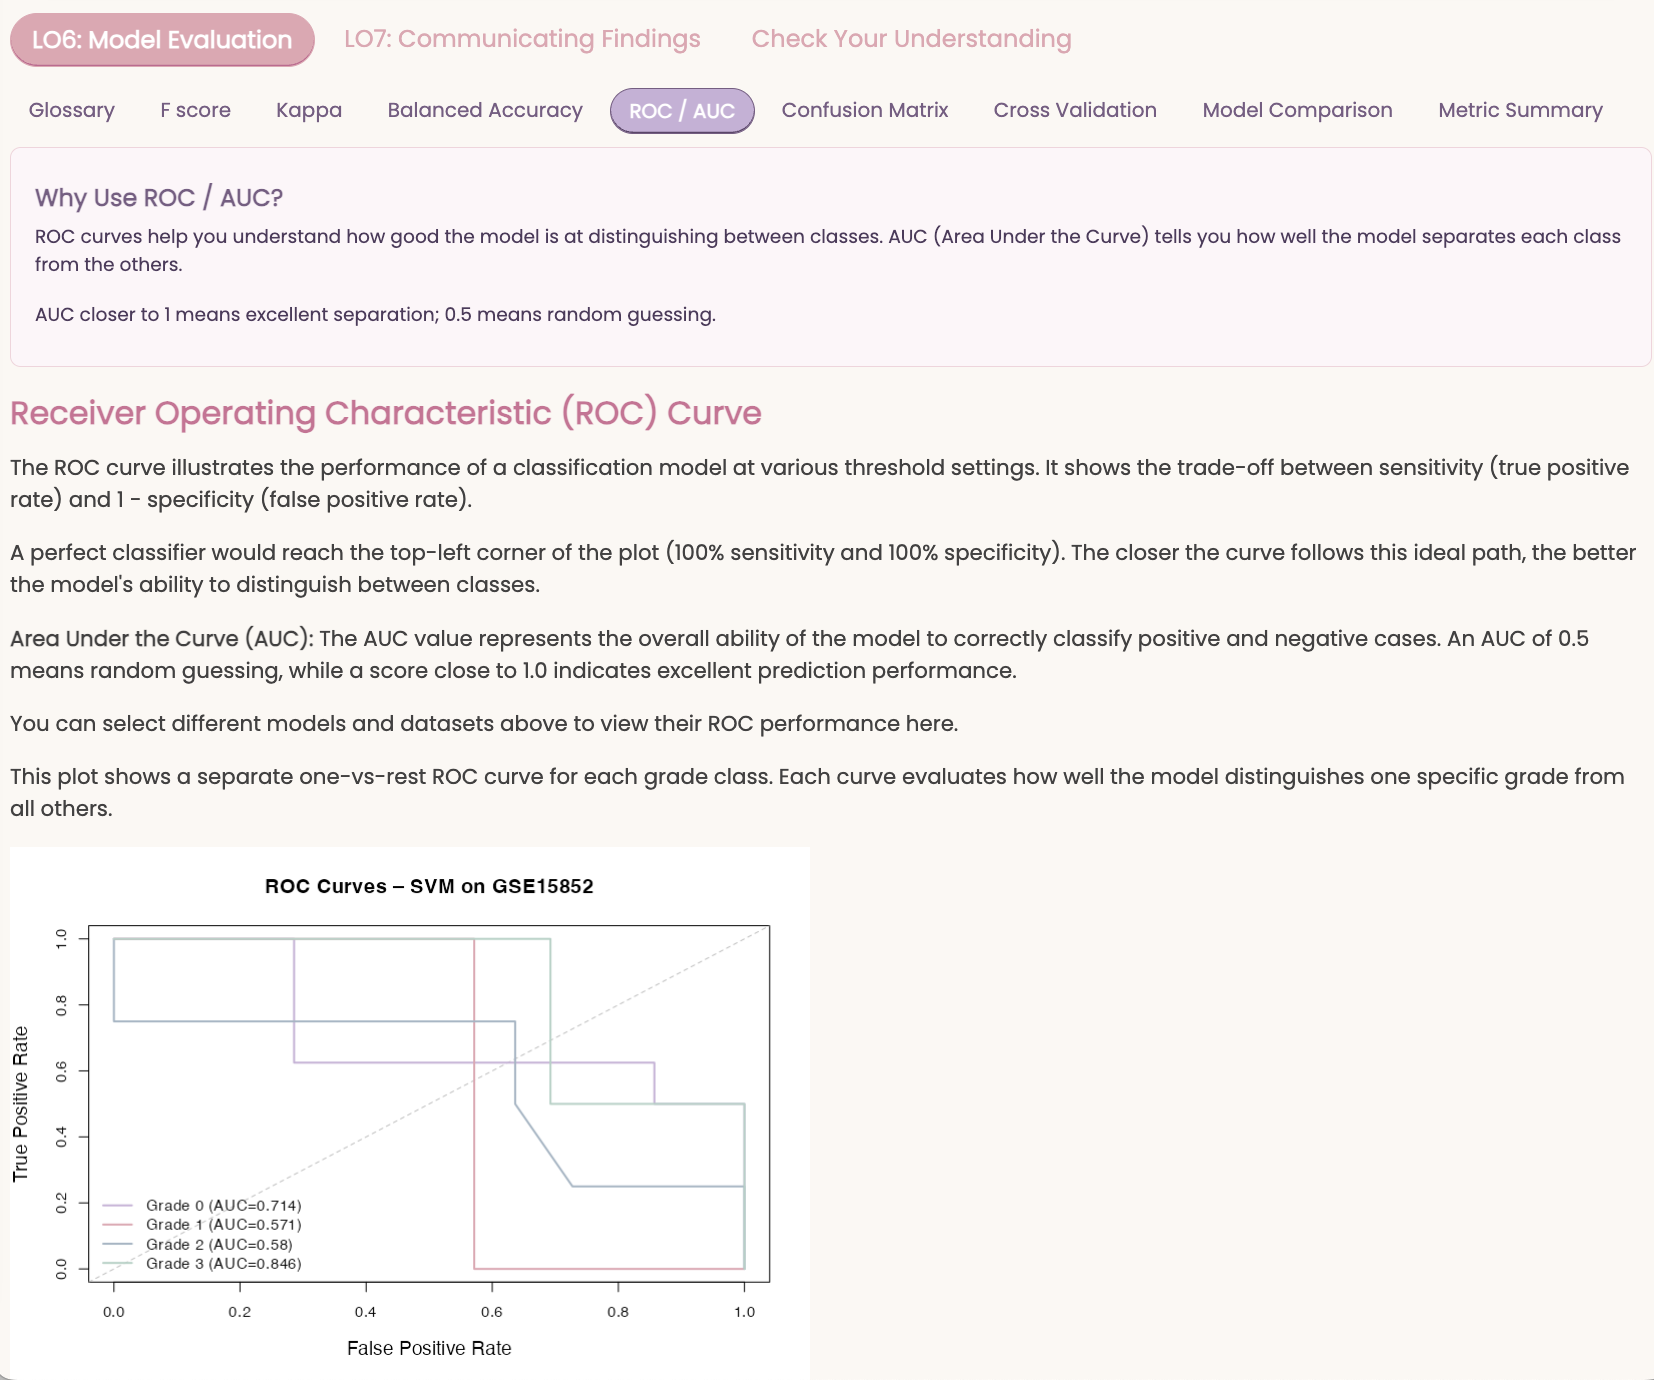 LO6: Model Evaluation LO7: Communicating Findings Check Your Understanding
Glossary F score Kappa Balanced Accuracy ROC / AUC Confusion Matrix Cross Validation Model Comparison Metric Summary
Why Use ROC / AUC?
ROC curves help you understand how good the model is at distinguishing between classes. AUC (Area Under the Curve) tells you how well the model separates each class
from the others.
AUC closer to 1 means excellent separation; 0.5 means random guessing.
Receiver Operating Characteristic (ROC) Curve
The ROC curve illustrates the performance of a classification model at various threshold settings. It shows the trade-off between sensitivity (true positive
rate) and 1 - specificity (false positive rate).
A perfect classifier would reach the top-left corner of the plot (100% sensitivity and 100% specificity). The closer the curve follows this ideal path, the better
the model's ability to distinguish between classes.
Area Under the Curve (AUC): The AUC value represents the overall ability of the model to correctly classify positive and negative cases. An AUC of 0.5
means random guessing, while a score close to 1.0 indicates excellent prediction performance.
You can select different models and datasets above to view their ROC performance here.
This plot shows a separate one-vs-rest ROC curve for each grade class. Each curve evaluates how well the model distinguishes one specific grade from
all others.
ROC Curves – SVM on GSE15852
True Positive Rate
1.0
0.8
0.6
0.4
0.2
0.0
Grade 0 (AUC=0.714)
Grade 1 (AUC=0.571)
Grade 2 (AUC=0.58)
Grade 3 (AUC=0.846)
0.0 0.2 0.4 0.6 0.8 1.0
False Positive Rate